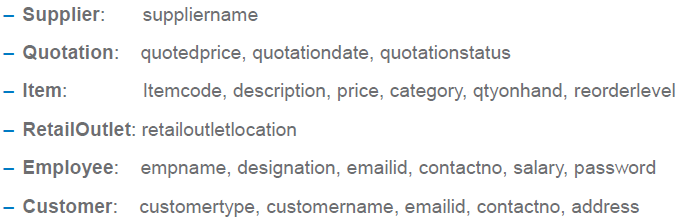 – Supplier: suppliername
– Quotation: quotedprice, quotationdate, quotationstatus
– Item: Itemcode, description, price, category, qtyonhand, reorderlevel
– RetailOutlet: retailoutletlocation
– Employee: empname, designation, emailid, contactno, salary, password
– Customer: customertype, customername, emailid, contactno, address